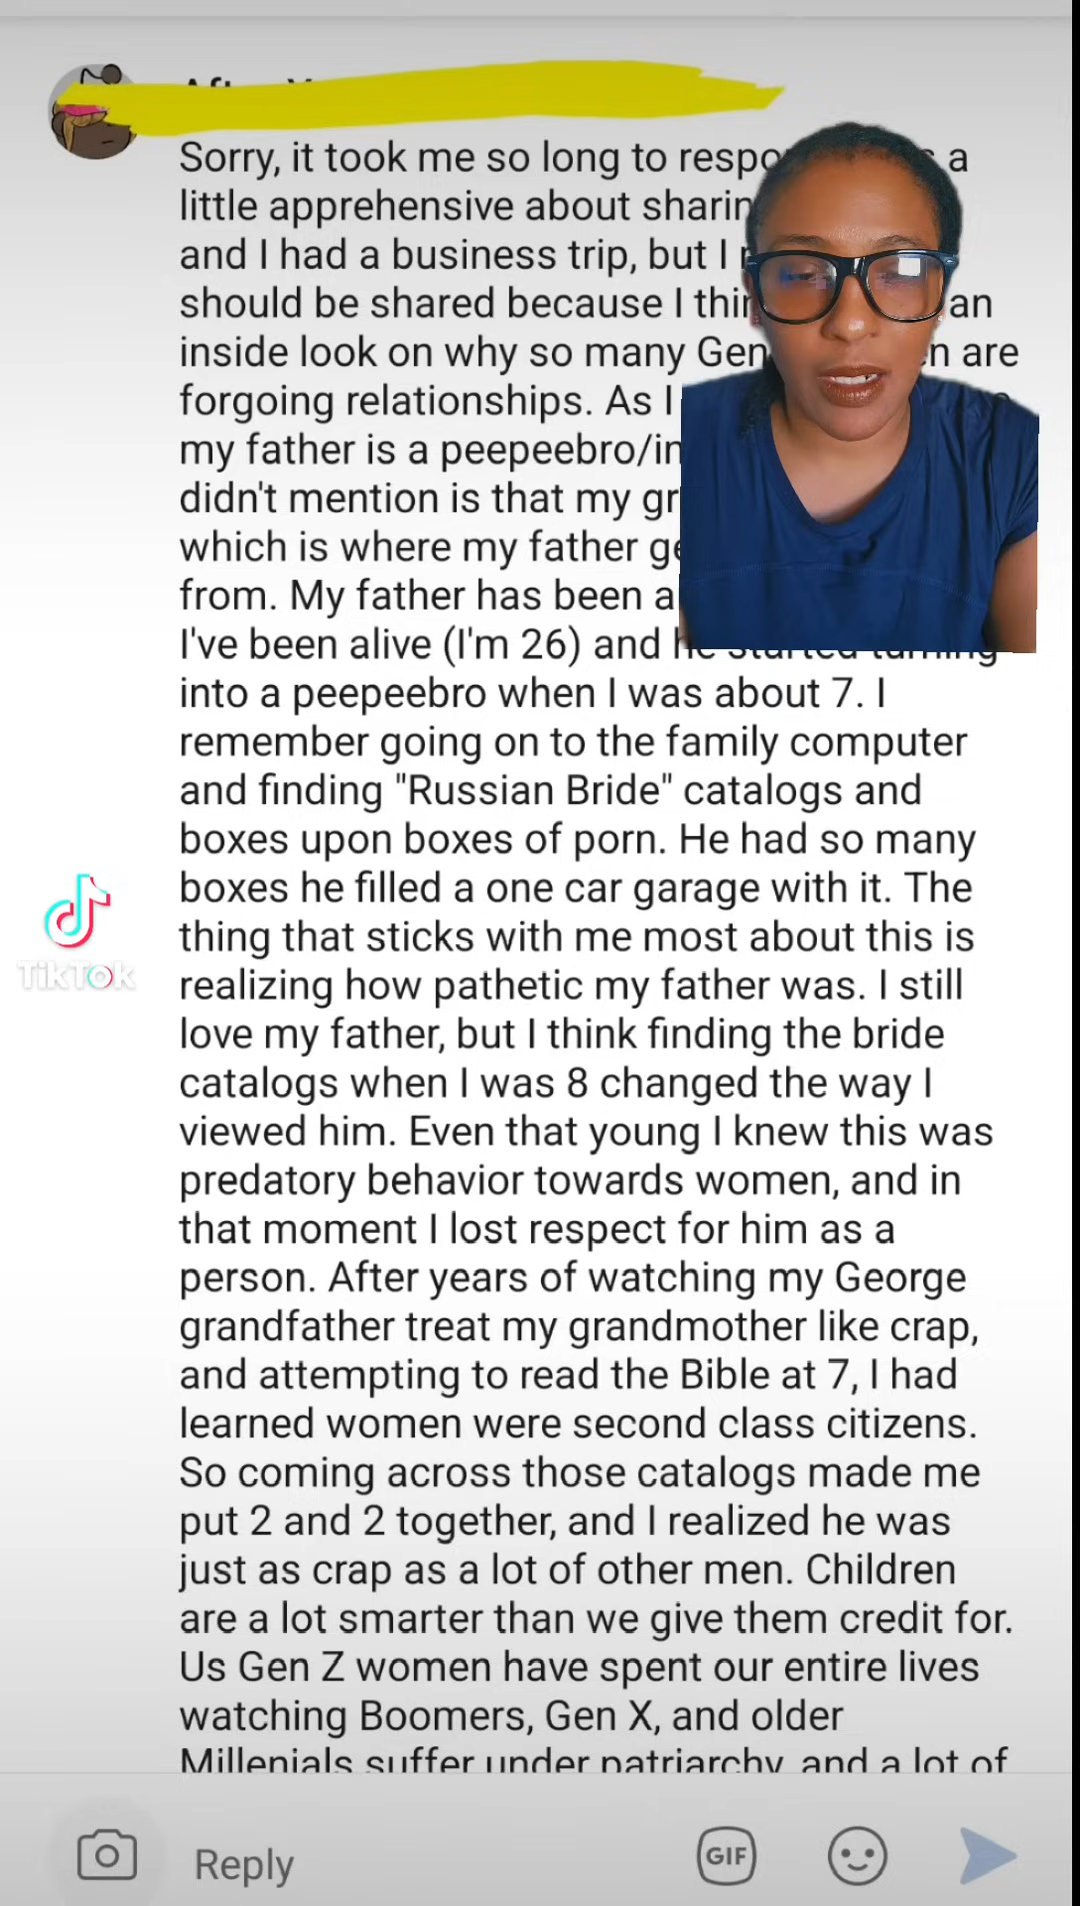 Sorry, it took me so long to a
little apprehensive about
and I had a business trip, but I
should be shared because I an
inside look on why so many Gen are
forgoing relationships. As I
my father is a
didn't mention is that my
which is where my father
from. My father has been a
I've been alive (I'm 26) and he started turning
into a peepeebro when I was about 7. I
remember going on to the family computer
and finding "Russian Bride" catalogs and
boxes upon boxes of porn. He had so many
boxes he filled a one car garage with it. The
thing that sticks with me most about this is
TikTok
realizing how pathetic my father was. I still
love my father, but I think finding the bride
catalogs when I was 8 changed the way I
viewed him. Even that young I knew this was
predatory behavior towards women, and in
that moment I lost respect for him as a
person. After years of watching my George
grandfather treat my grandmother like crap,
and attempting to read the Bible at 7, I had
learned women were second class citizens.
So coming across those catalogs made me
put 2 and 2 together, and I realized he was
just as crap as a lot of other men. Children
are a lot smarter than we give them credit for.
Us Gen Z women have spent our entire lives
watching Boomers, Gen X, and older
Millenials suffer under patriarchy, and a lot of
Reply
GIF